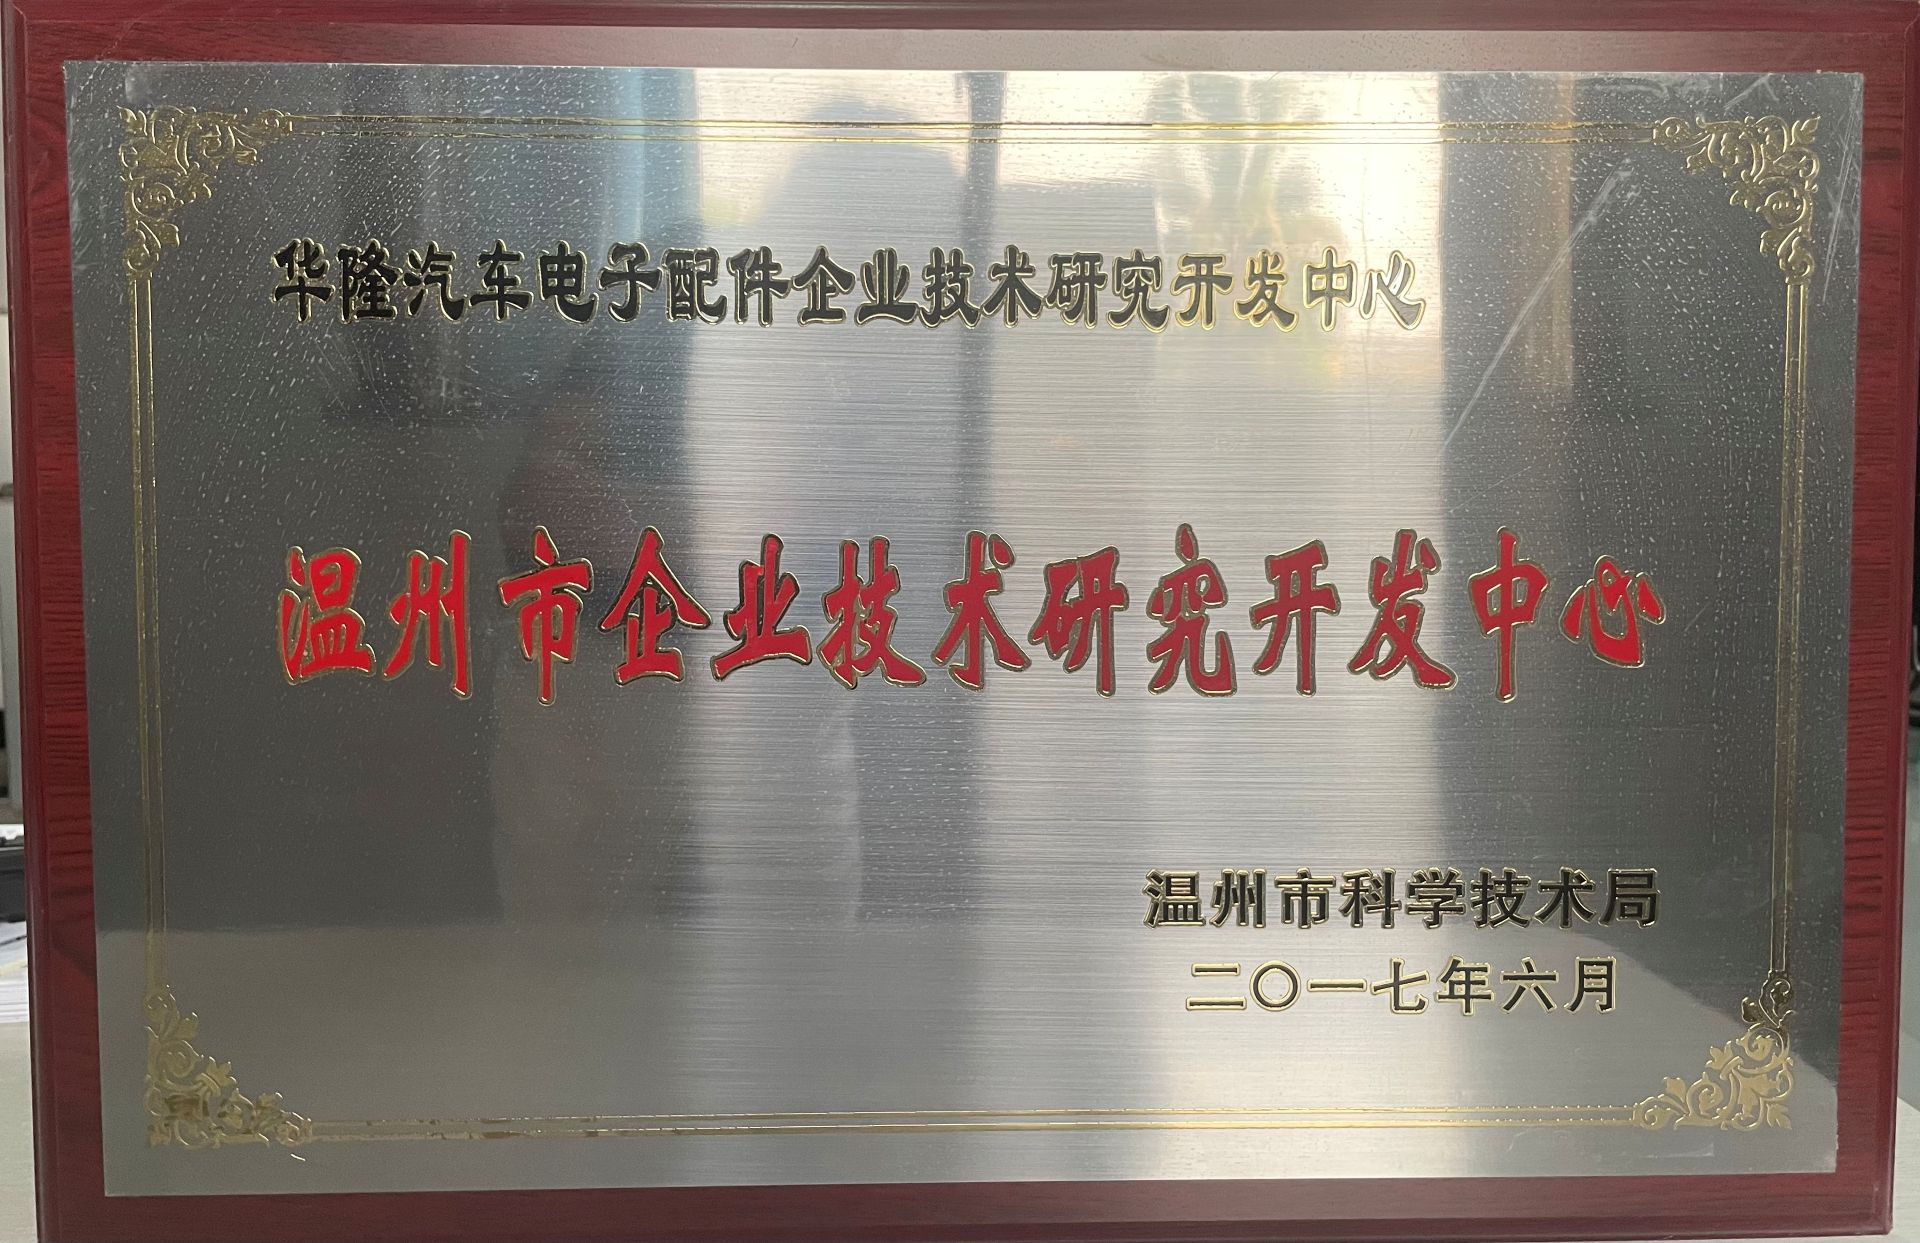 华隆汽车电子配件企业技术研究开发中心
温州市企业技术研究开发中心
温州市科学技术局
二〇一七年六月